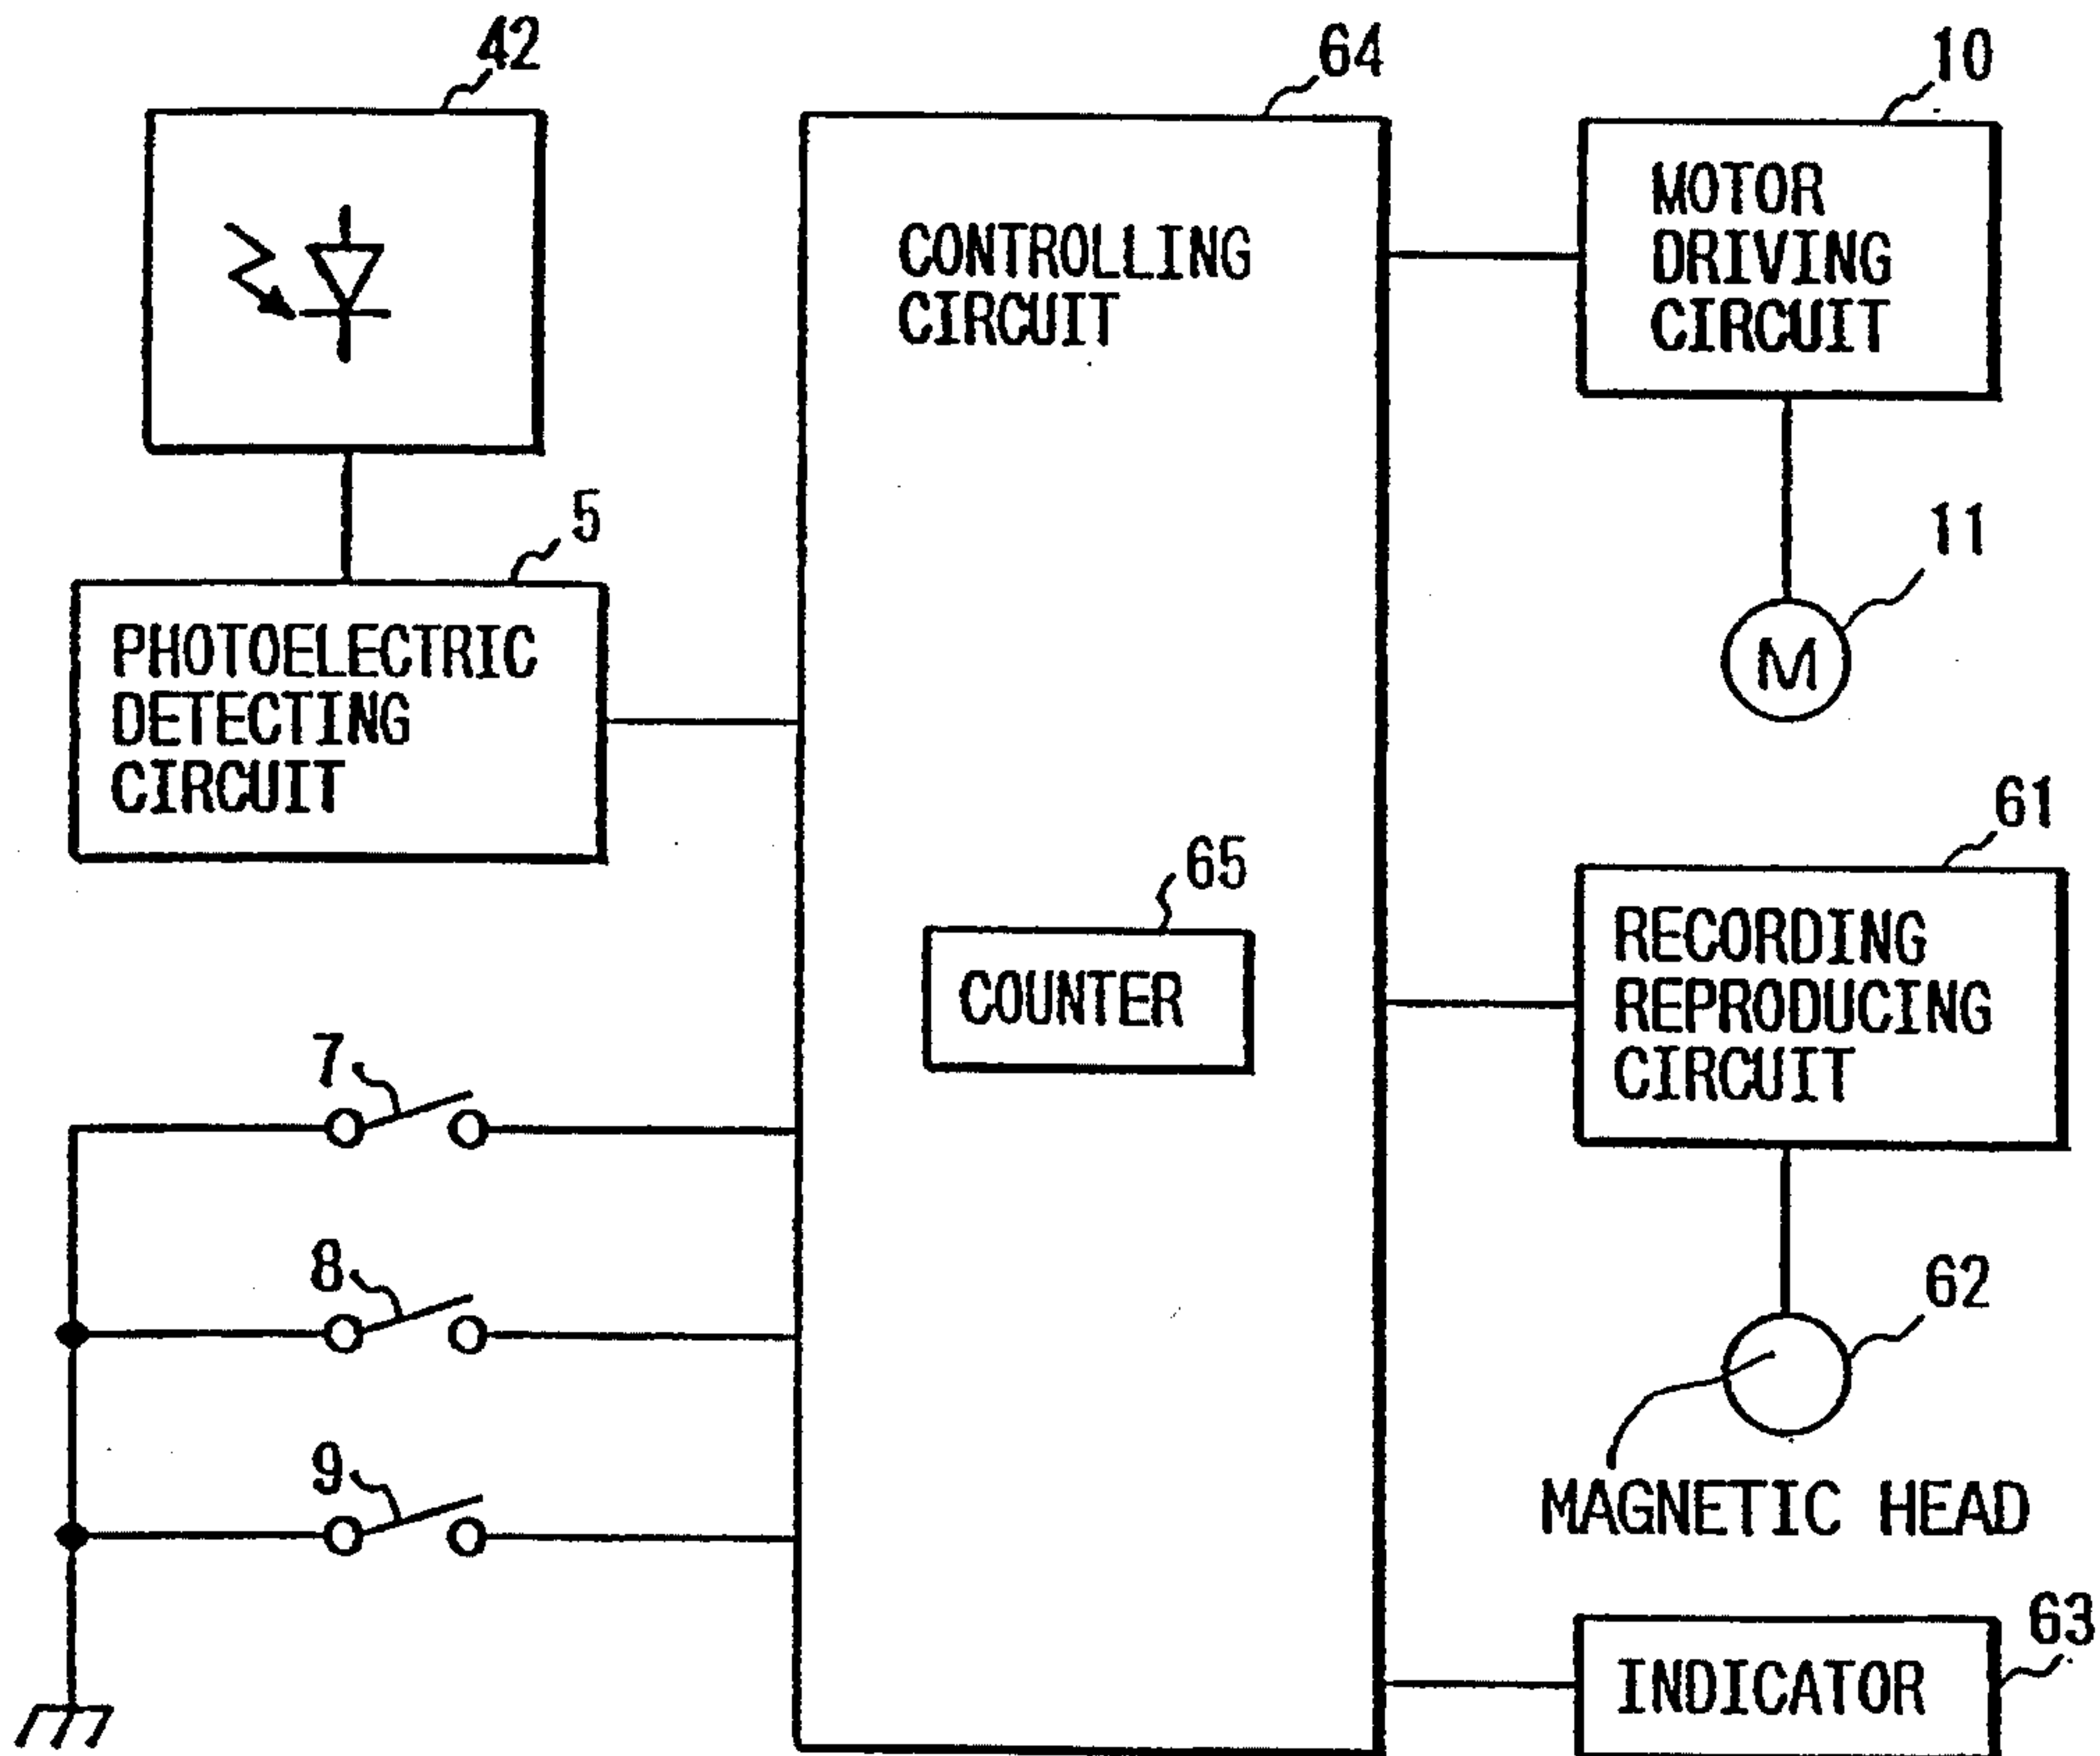 42
64
10
CONTROLLING
CIRCUIT
MOTOR
DRIVING
CIRCUIT
5
PHOTOELECTRIC
DETECTING
CIRCUIT
11
M
65
COUNTER
61
RECORDING
REPRODUCING
CIRCUIT
7
8
9
62
MAGNETIC HEAD
63
INDICATOR